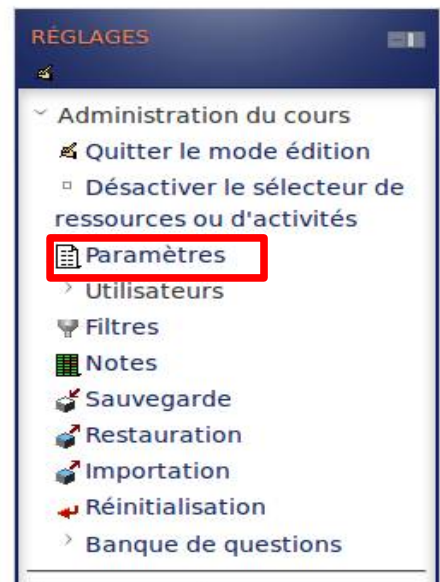 RÉGLAGES
Administration du cours
Quitter le mode édition
Désactiver le sélecteur de
ressources ou d'activités
Paramètres
Utilisateurs
Filtres
Notes
Sauvegarde
Restauration
Importation
Réinitialisation
Banque de questions